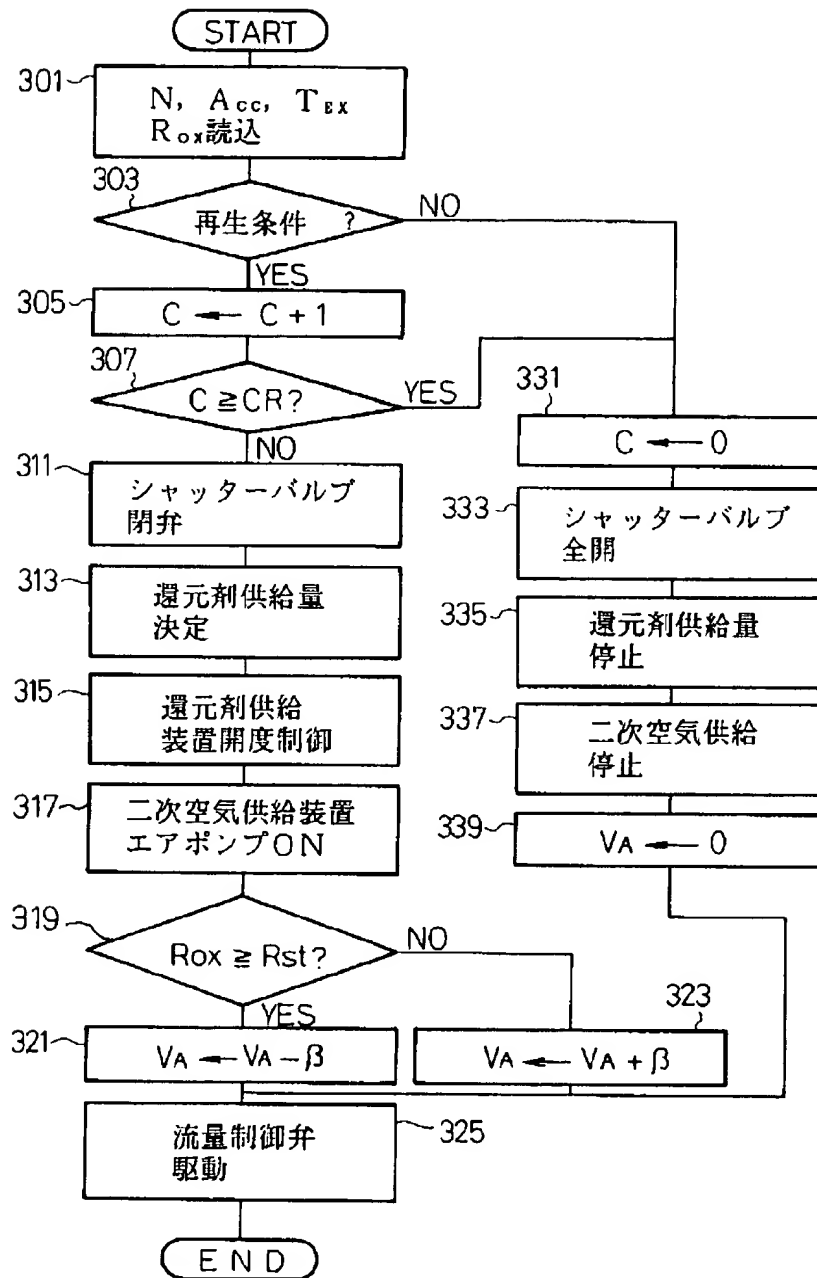 START
301
N, ACC, TEX
ROX読込
303
再生条件 ?
NO
YES
305
C ← C + 1
307
C ≧ CR?
YES
NO
311
シャッターバルブ
閉弁
313
還元剤供給量
決定
315
還元剤供給
装置開度制御
317
二次空気供給装置
エアポンプON
319
Rox ≧ Rst?
NO
YES
321
VA ← VA − β
323
VA ← VA + β
325
流量制御弁
駆動
END
331
C ← 0
333
シャッターバルブ
全開
335
還元剤供給量
停止
337
二次空気供給
停止
339
VA ← 0